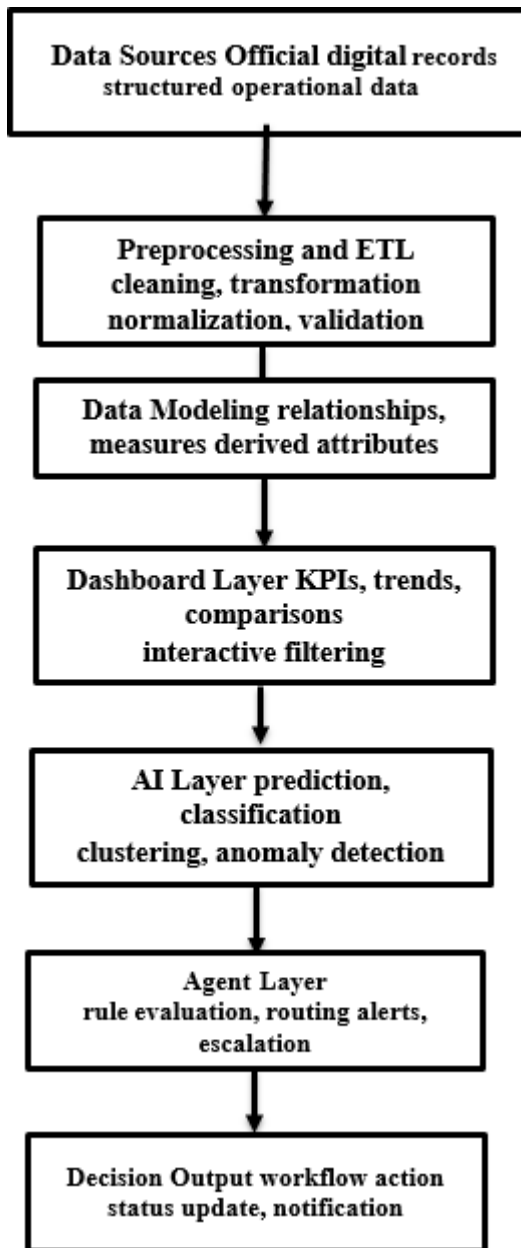 Data Sources Official digital records
structured operational data
Preprocessing and ETL
cleaning, transformation
normalization, validation
Data Modeling relationships,
measures derived attributes
Dashboard Layer KPIs, trends,
comparisons
interactive filtering
AI Layer prediction,
classification
clustering, anomaly detection
Agent Layer
rule evaluation, routing alerts,
escalation
Decision Output workflow action
status update, notification